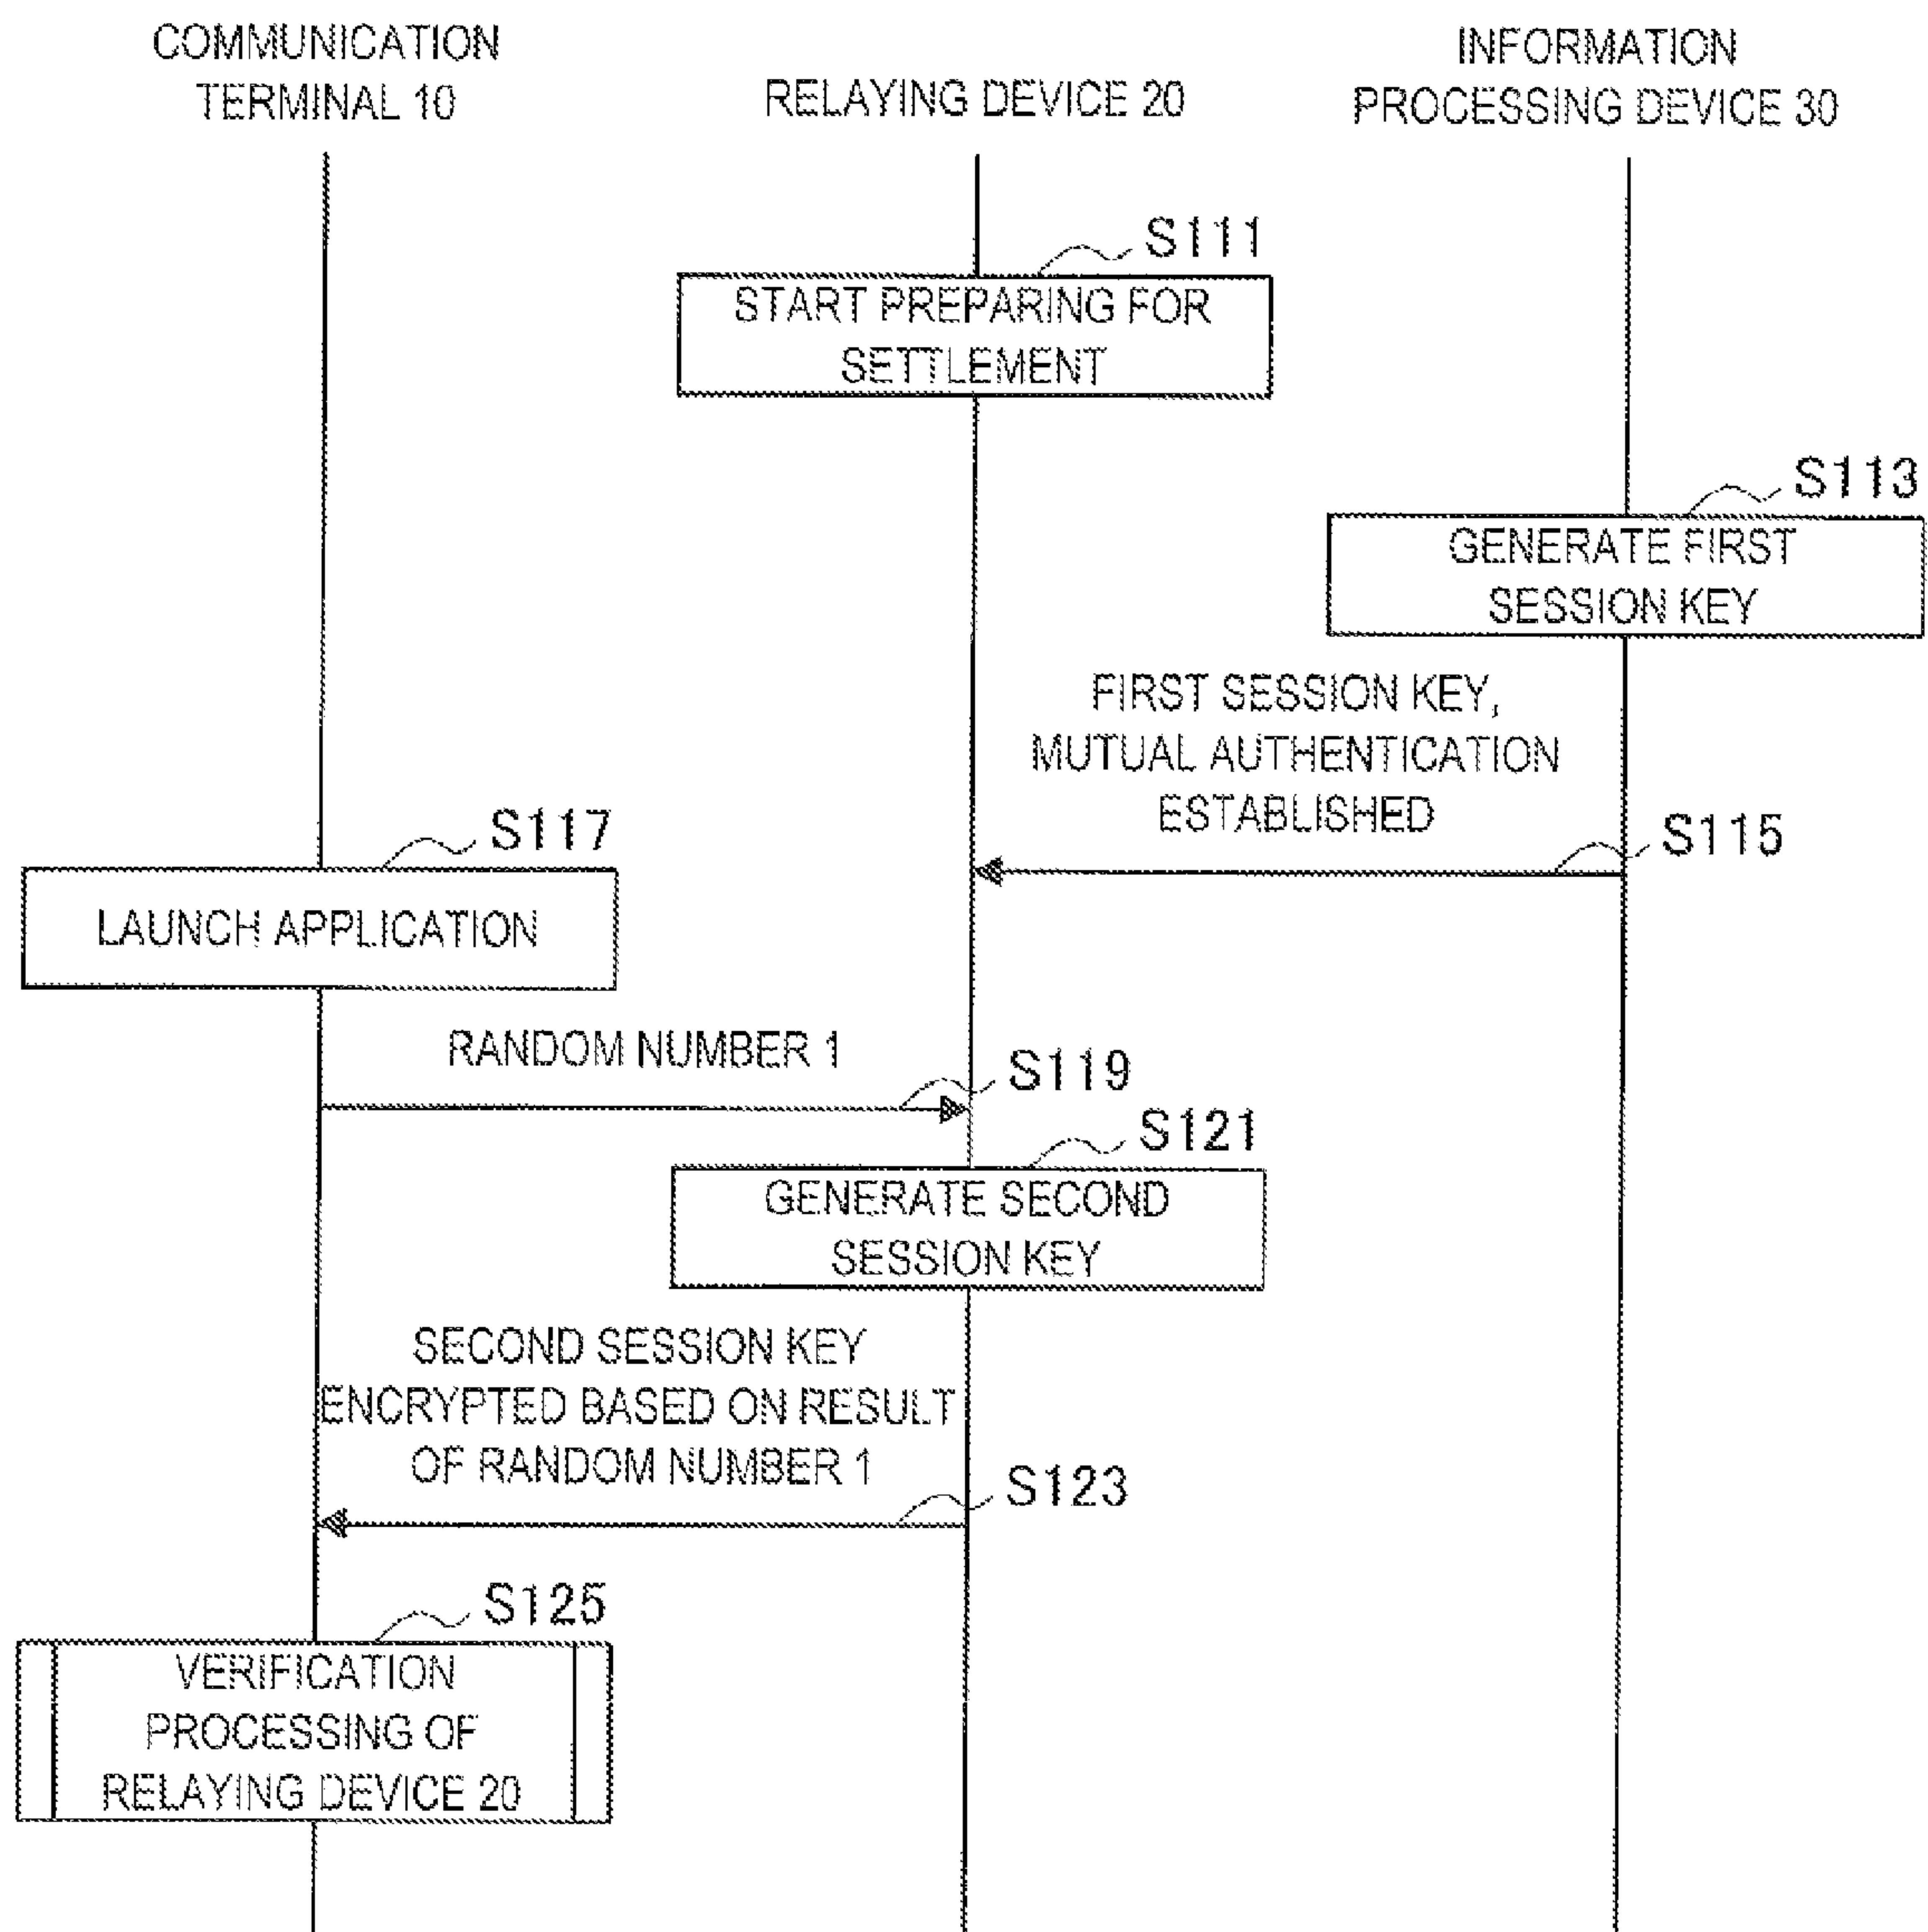 COMMUNICATION
TERMINAL 10
RELAYING DEVICE 20
INFORMATION
PROCESSING DEVICE 30
S111
START PREPARING FOR
SETTLEMENT
S113
GENERATE FIRST
SESSION KEY
FIRST SESSION KEY,
MUTUAL AUTHENTICATION
ESTABLISHED
S115
S117
LAUNCH APPLICATION
RANDOM NUMBER 1
S119
S121
GENERATE SECOND
SESSION KEY
SECOND SESSION KEY
ENCRYPTED BASED ON RESULT
OF RANDOM NUMBER 1
S123
S125
VERIFICATION
PROCESSING OF
RELAYING DEVICE 20